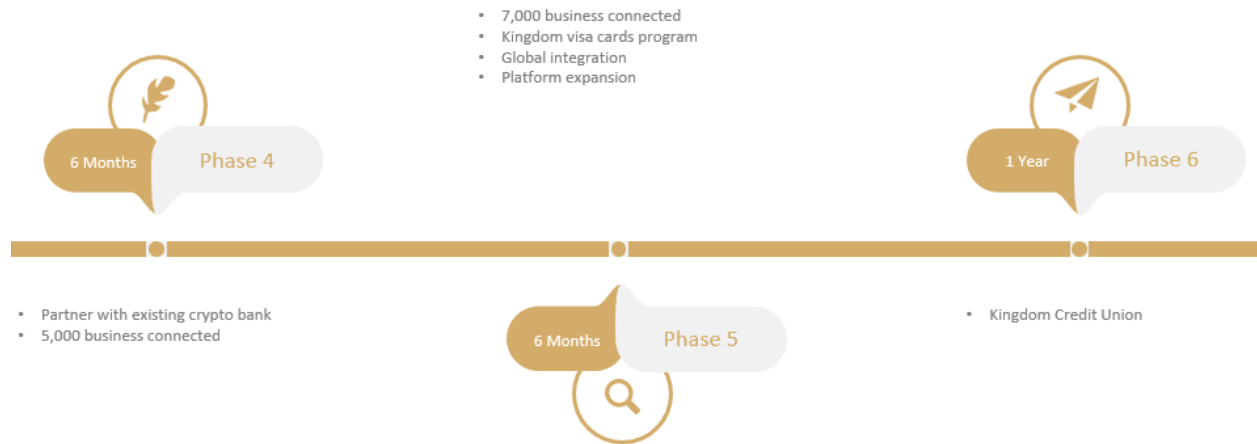 • 7,000 business connected
• Kingdom visa cards program
• Global integration
• Platform expansion
6 Months
Phase 4
1 Year
Phase 6
• Partner with existing crypto bank
• 5,000 business connected
6 Months
Phase 5
• Kingdom Credit Union